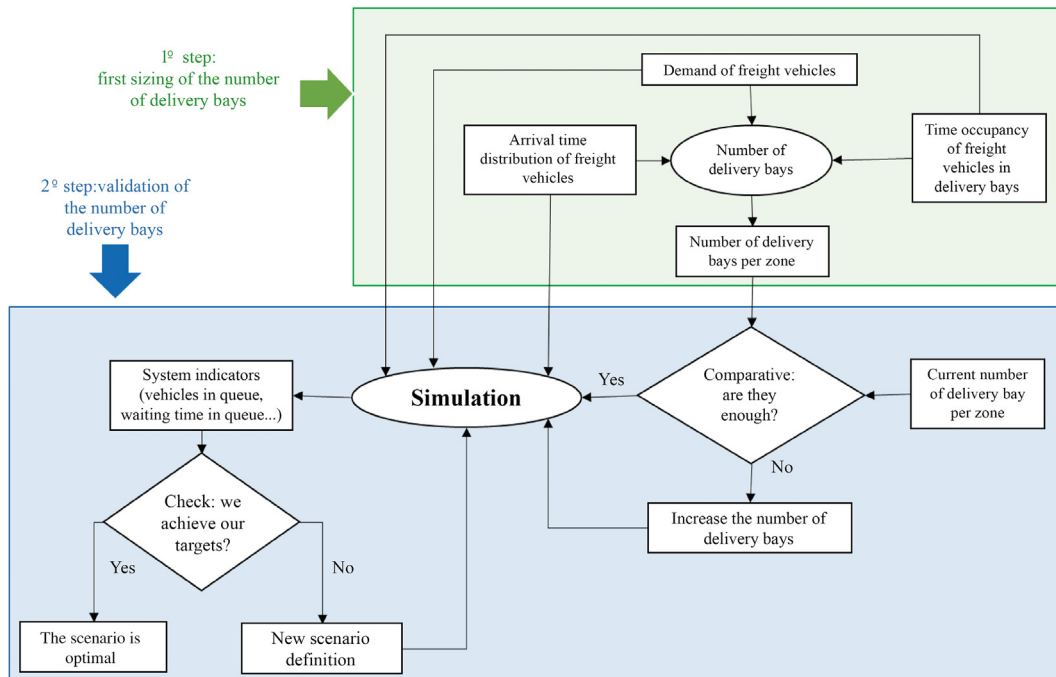 1º step:
first sizing of the number
of delivery bays
2º step:validation of
the number of
delivery bays
Demand of freight vehicles
Arrival time
distribution of freight
vehicles
Number of
delivery bays
Time occupancy
of freight
vehicles in
delivery bays
Number of delivery
bays per zone
System indicators
(vehicles in queue,
waiting time in queue...)
Simulation
Yes
Comparative:
are they
enough?
Current number
of delivery bay
per zone
No
Increase the number of
delivery bays
Check: we
achieve our
targets?
Yes
No
The scenario is
optimal
New scenario
definition